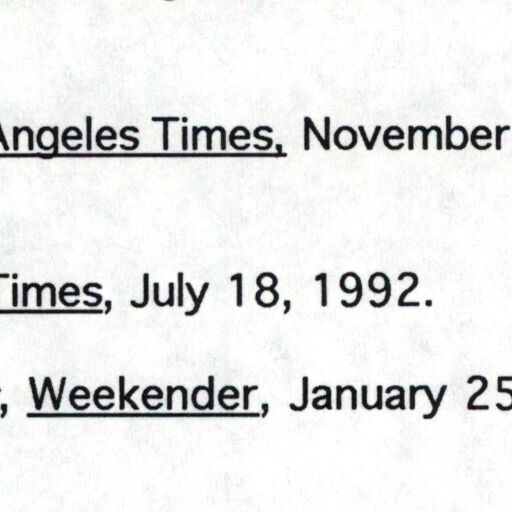 Angeles Times, November
Times, July 18, 1992.
, Weekender, January 25